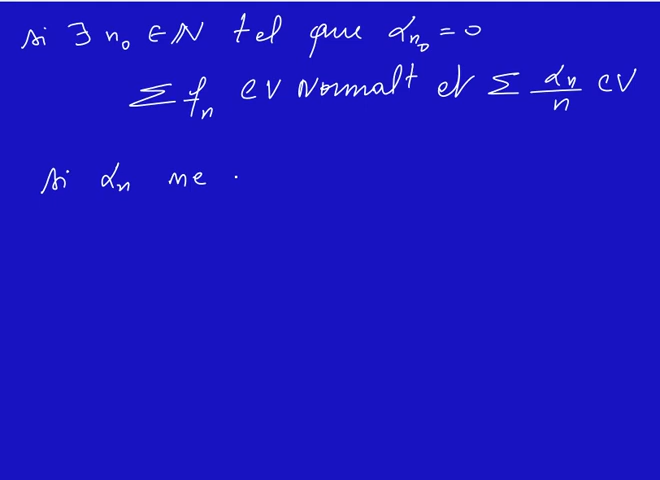 si ∃ n₀ ∈ ℕ tel que αₙ₀ = 0
∑ fₙ CV Normalt et ∑ αₙ/n CV
si αₙ ne